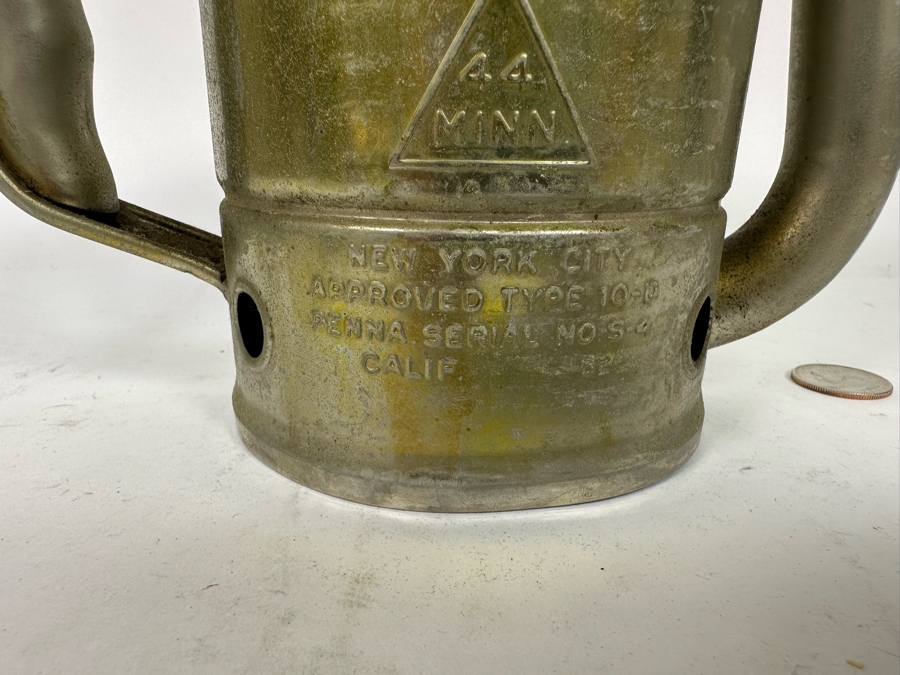 44
MINN
NEW YORK CITY
APPROVED TYPE 10-D
PENNA SERIAL NO S-4
CALIF